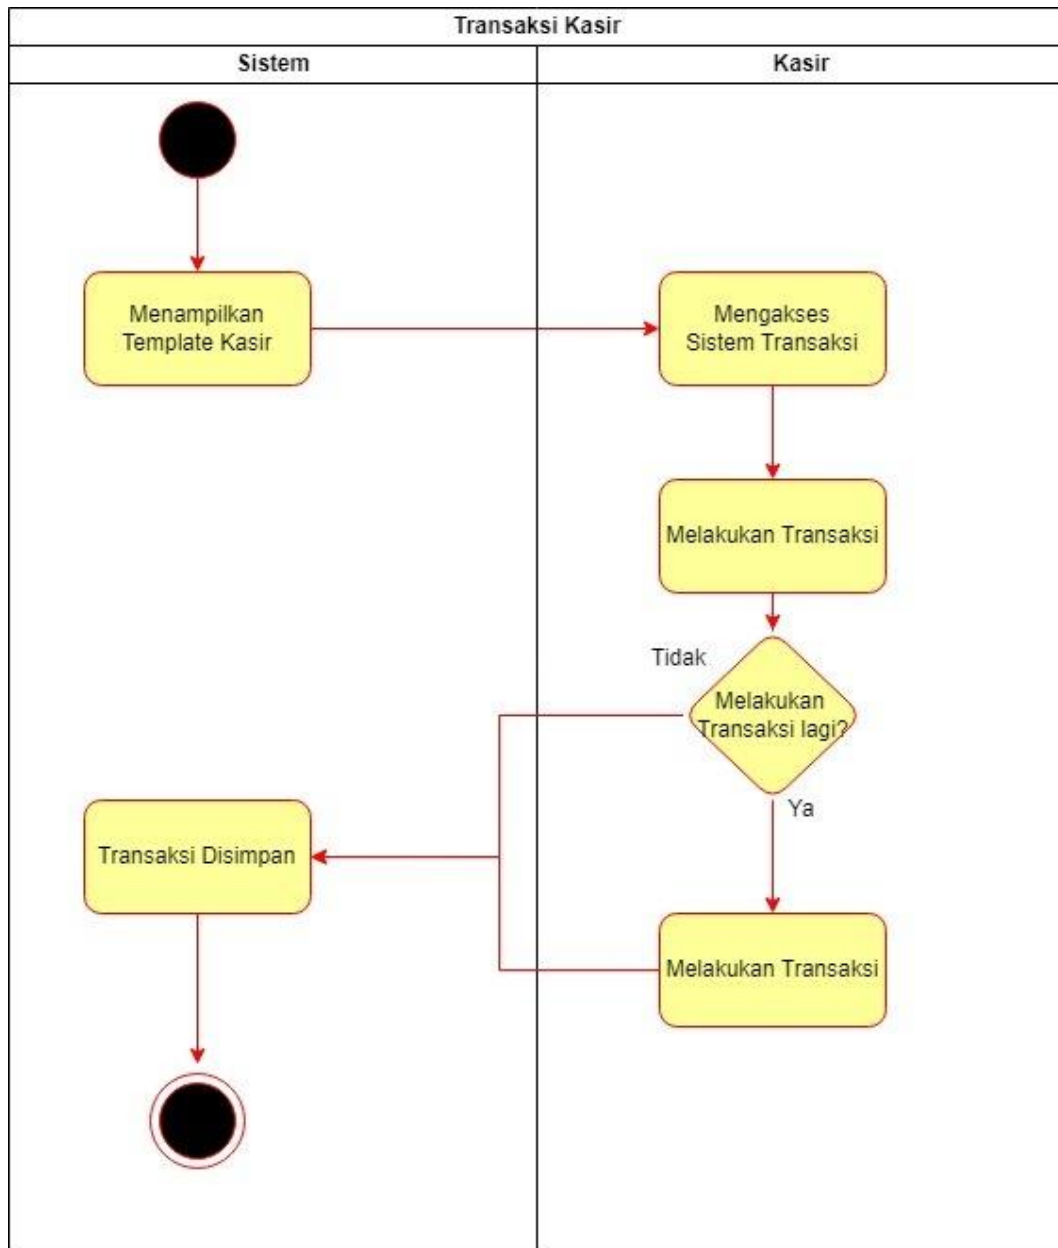 Transaksi Kasir
Sistem
Kasir
Menampilkan
Template Kasir
Mengakses
Sistem Transaksi
Melakukan Transaksi
Tidak
Melakukan
Transaksi lagi?
Ya
Transaksi Disimpan
Melakukan Transaksi